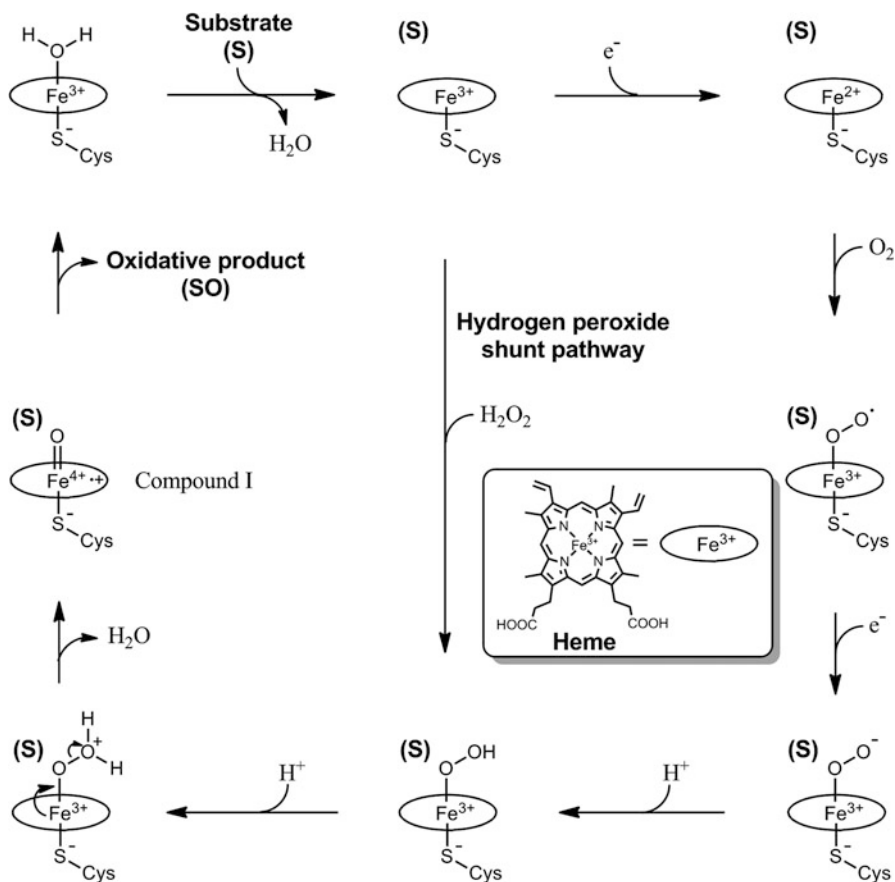 H H
O
Fe3+
S-
Cys
Substrate
(S)
H2O
(S)
Fe3+
S-
Cys
e-
(S)
Fe2+
S-
Cys
Oxidative product
(SO)
Hydrogen peroxide
shunt pathway
H2O2
O2
(S)
O
Fe4+ ·+
S-
Cys
Compound I
(S)
O O·
Fe3+
S-
Cys
N N
Fe3+
N N
HOOC COOH
Heme
= Fe3+
H2O
e-
(S)
H
O O+ H
Fe3+
S-
Cys
H+
(S)
O OH
Fe3+
S-
Cys
H+
(S)
O O-
Fe3+
S-
Cys